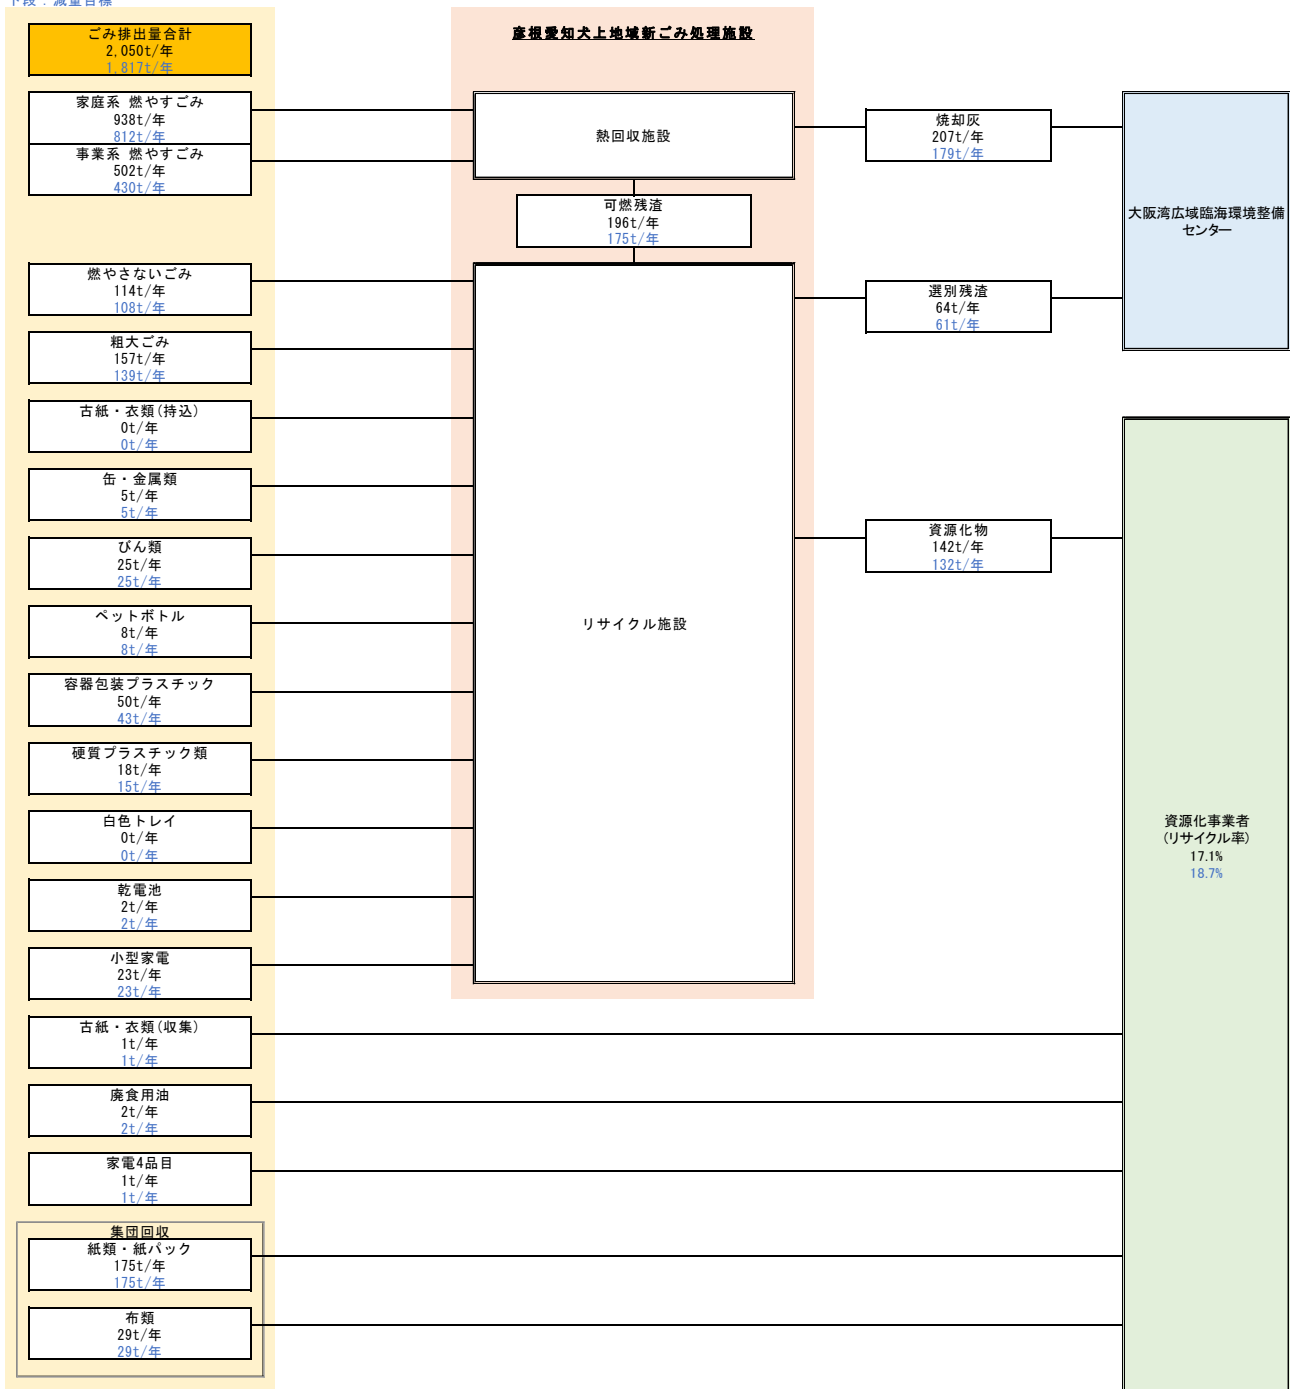 下段：減量目標
ごみ排出量合計
2,050t/年
1,817t/年
彦根愛知犬上地域新ごみ処理施設
家庭系 燃やすごみ
938t/年
812t/年
事業系 燃やすごみ
502t/年
430t/年
熱回収施設
焼却灰
207t/年
179t/年
大阪湾広域臨海環境整備
センター
可燃残渣
196t/年
175t/年
燃やさないごみ
114t/年
108t/年
選別残渣
64t/年
61t/年
粗大ごみ
157t/年
139t/年
古紙・衣類(持込)
0t/年
0t/年
缶・金属類
5t/年
5t/年
びん類
25t/年
25t/年
資源化物
142t/年
132t/年
ペットボトル
8t/年
8t/年
リサイクル施設
容器包装プラスチック
50t/年
43t/年
硬質プラスチック類
18t/年
15t/年
白色トレイ
0t/年
0t/年
資源化事業者
(リサイクル率)
17.1%
18.7%
乾電池
2t/年
2t/年
小型家電
23t/年
23t/年
古紙・衣類(収集)
1t/年
1t/年
廃食用油
2t/年
2t/年
家電4品目
1t/年
1t/年
集団回収
紙類・紙パック
175t/年
175t/年
布類
29t/年
29t/年